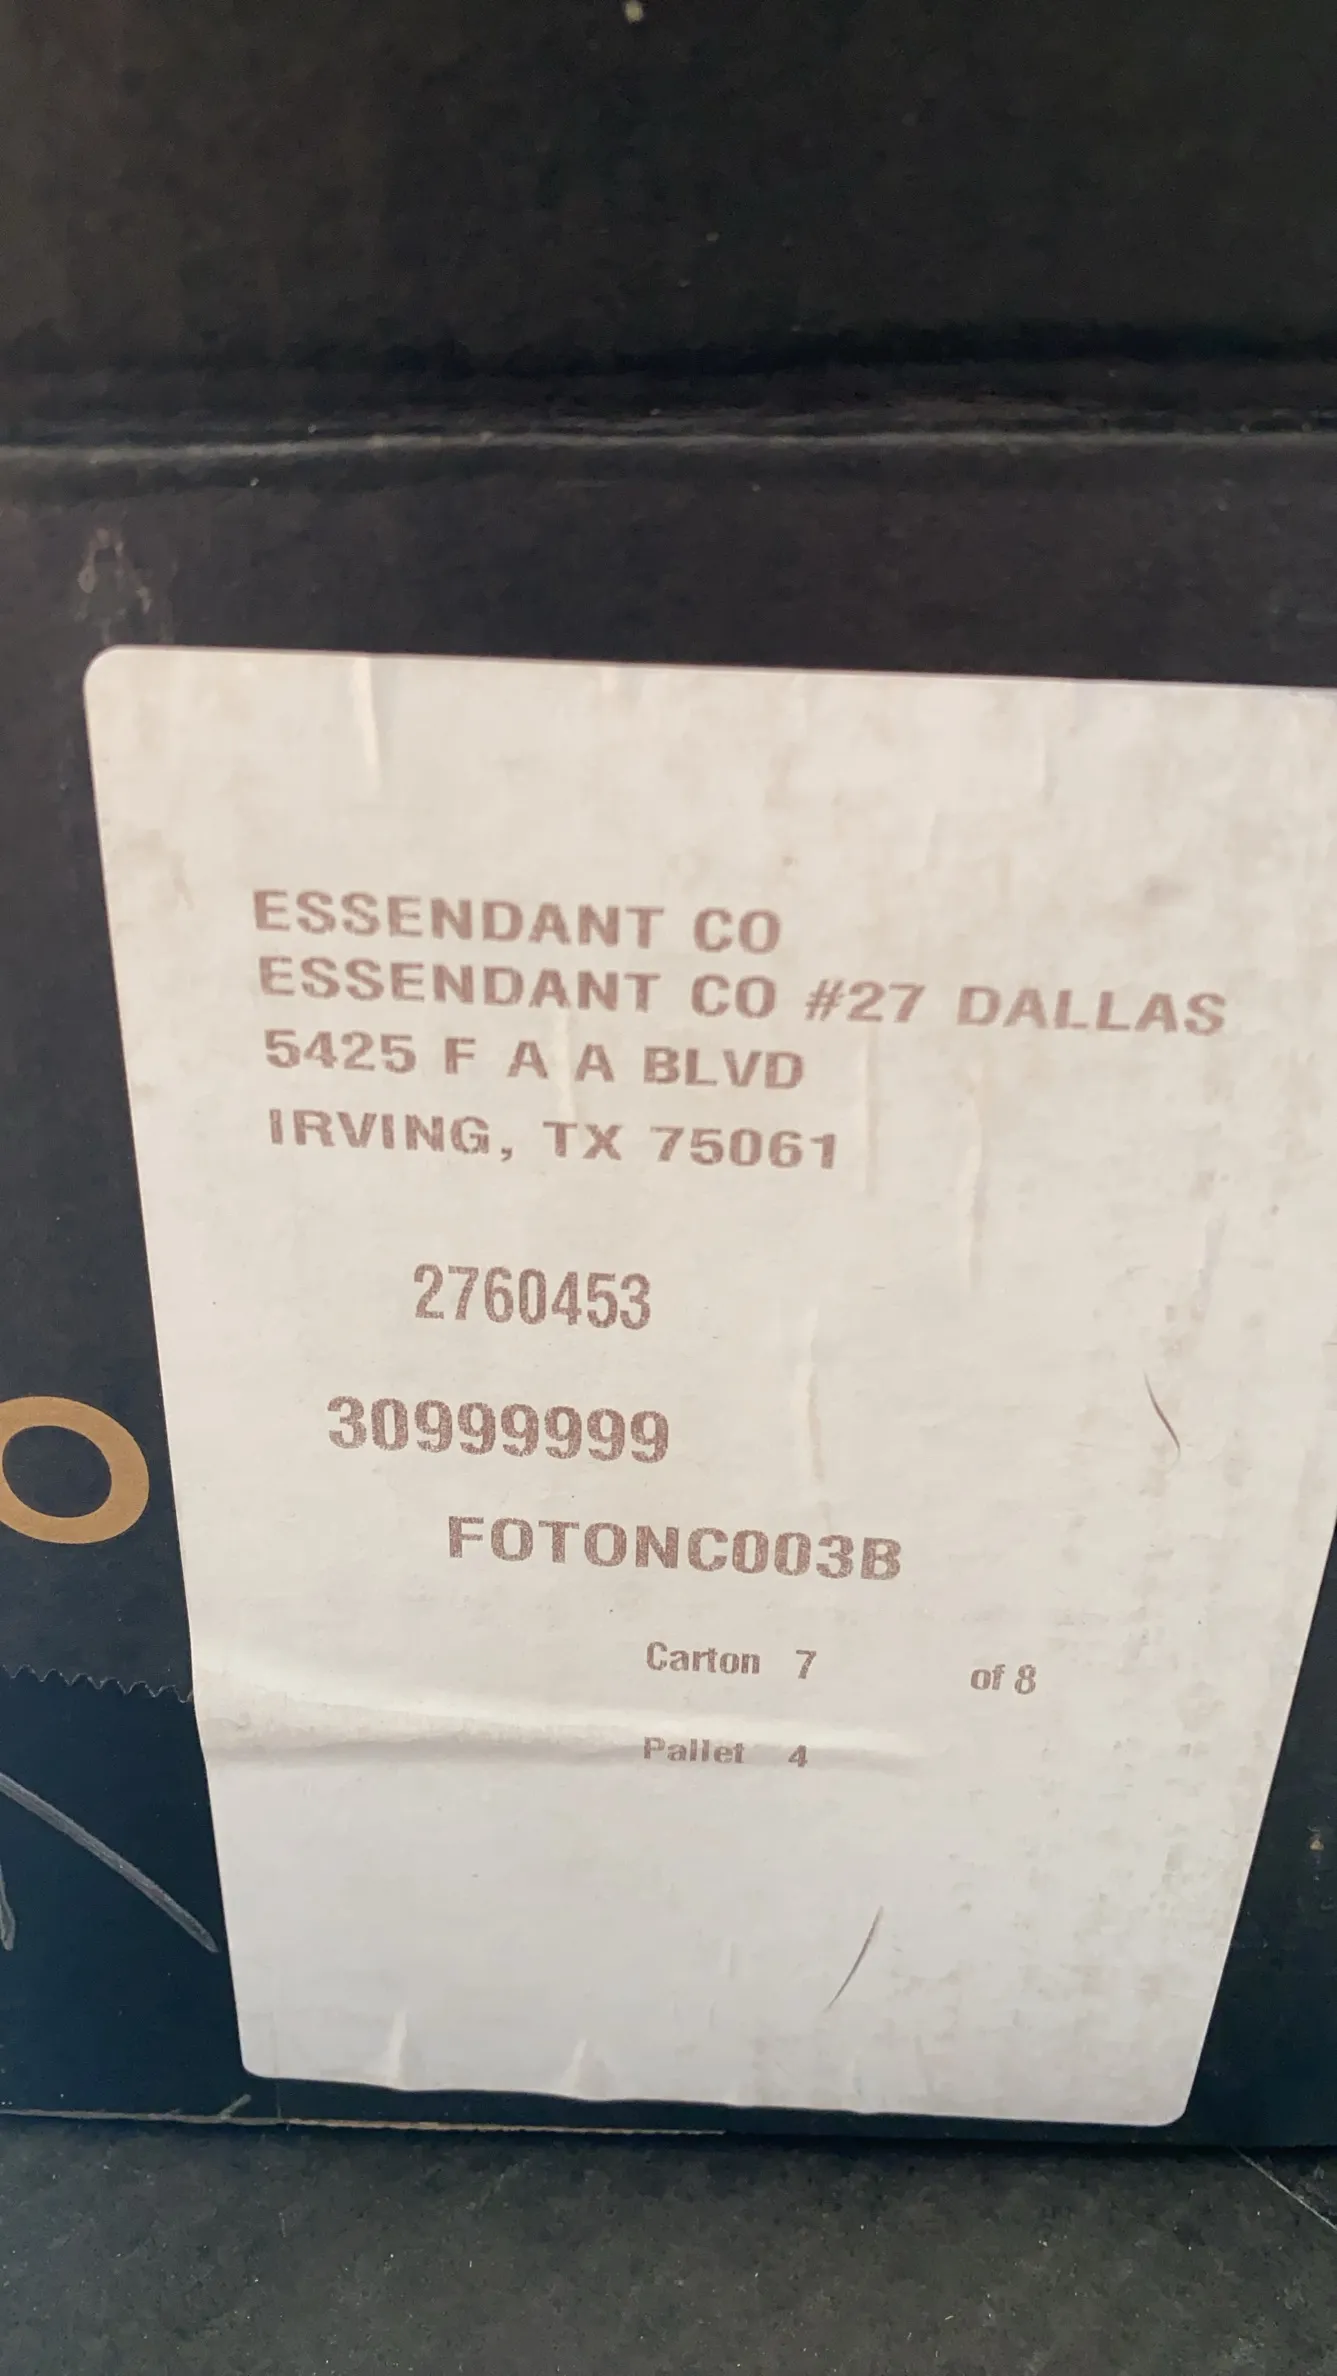 ESSENDANT CO
ESSENDANT CO #27 DALLAS
5425 F A A BLVD
IRVING, TX 75061
2760453
30999999
FOTONC003B
Carton 7 of 8
Pallet 4
O